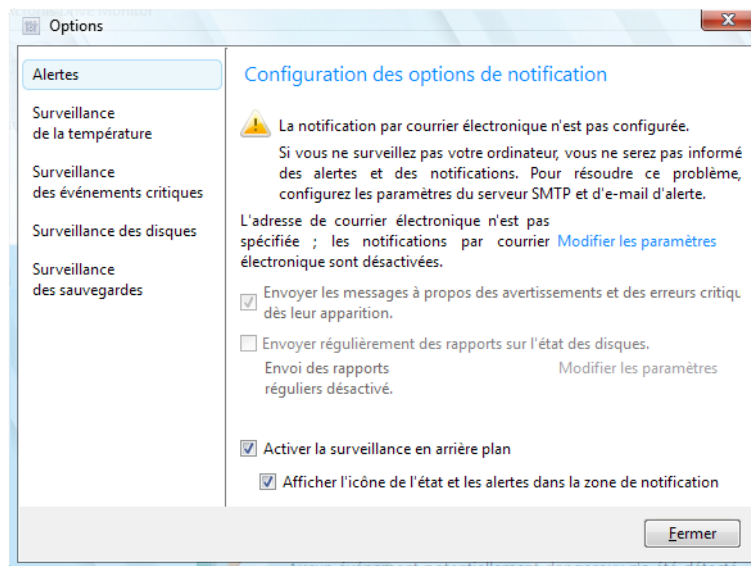 Options
Alertes
Surveillance
de la température
Surveillance
des événements critiques
Surveillance des disques
Surveillance
des sauvegardes
Configuration des options de notification
La notification par courrier électronique n'est pas configurée.
Si vous ne surveillez pas votre ordinateur, vous ne serez pas informé
des alertes et des notifications. Pour résoudre ce problème,
configurez les paramètres du serveur SMTP et d'e-mail d'alerte.
L'adresse de courrier électronique n'est pas
spécifiée ; les notifications par courrier Modifier les paramètres
électronique sont désactivées.
Envoyer les messages à propos des avertissements et des erreurs critiqu
dès leur apparition.
Envoyer régulièrement des rapports sur l'état des disques.
Envoi des rapports Modifier les paramètres
réguliers désactivé.
Activer la surveillance en arrière plan
Afficher l'icône de l'état et les alertes dans la zone de notification
Fermer